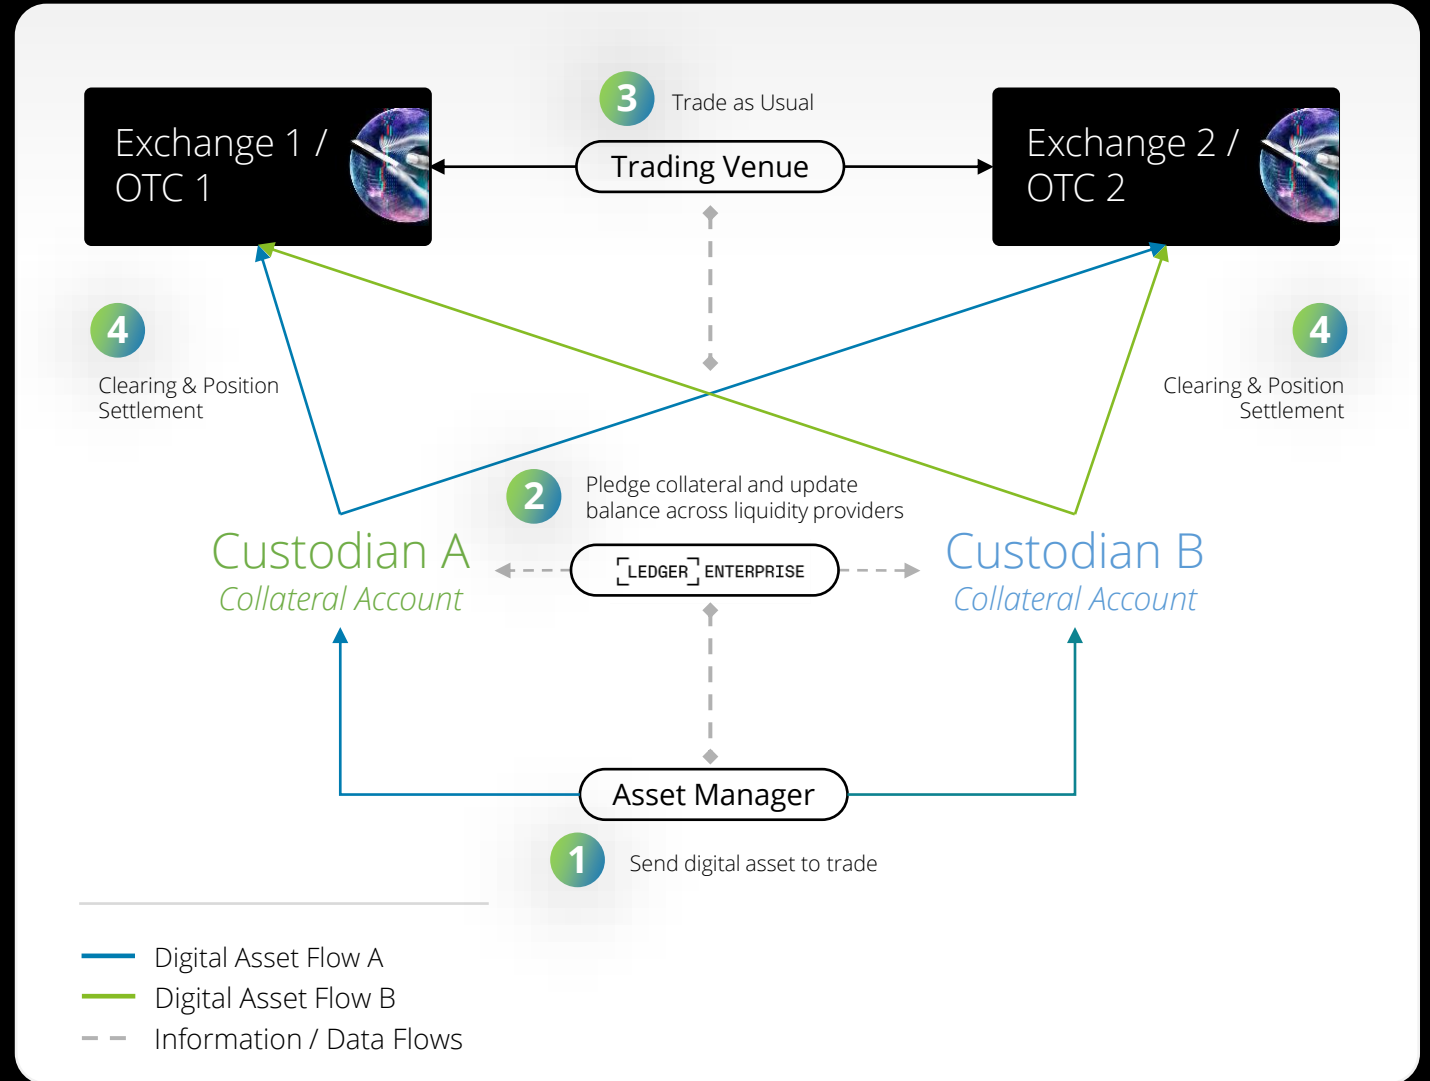 3
Trade as Usual
Exchange 1 /
OTC 1
Trading Venue
Exchange 2 /
OTC 2
4
Clearing & Position
Settlement
4
Clearing & Position
Settlement
2
Pledge collateral and update
balance across liquidity providers
Custodian A
Collateral Account
LEDGER ENTERPRISE
Custodian B
Collateral Account
Asset Manager
1
Send digital asset to trade
Digital Asset Flow A
Digital Asset Flow B
Information / Data Flows